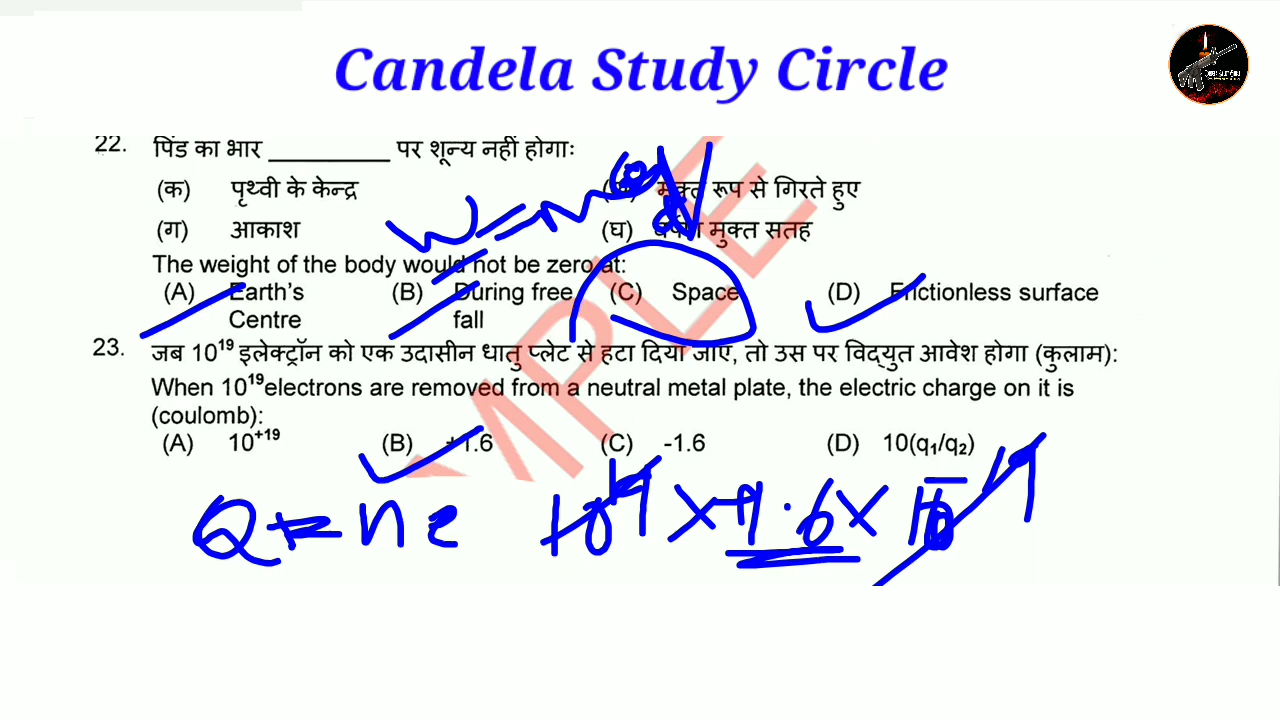 Candela Study Circle
22. पिंड का भार _________ पर शून्य नहीं होगाः
(क) पृथ्वी के केन्द्र मुक्त रूप से गिरते हुए
(ग) आकाश (घ) मुक्त सतह
The weight of the body would not be zero at:
(A) Earth's Centre (B) During free fall (C) Space (D) Frictionless surface
23. जब 10¹⁹ इलेक्ट्रॉन को एक उदासीन धातु प्लेट से हटा दिया जाए, तो उस पर विद्युत आवेश होगा (कुलाम):
When 10¹⁹electrons are removed from a neutral metal plate, the electric charge on it is
(coulomb):
(A) 10⁺¹⁹ (B) +1.6 (C) -1.6 (D) 10(q₁/q₂)
Q = ne 10¹⁹ × +1.6 × 10⁻¹⁹